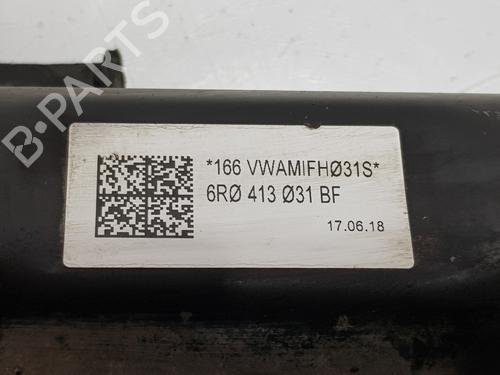 B-PARTS
*166 VWAMIFHØ31S*
6RØ 413 Ø31 BF
17.06.18